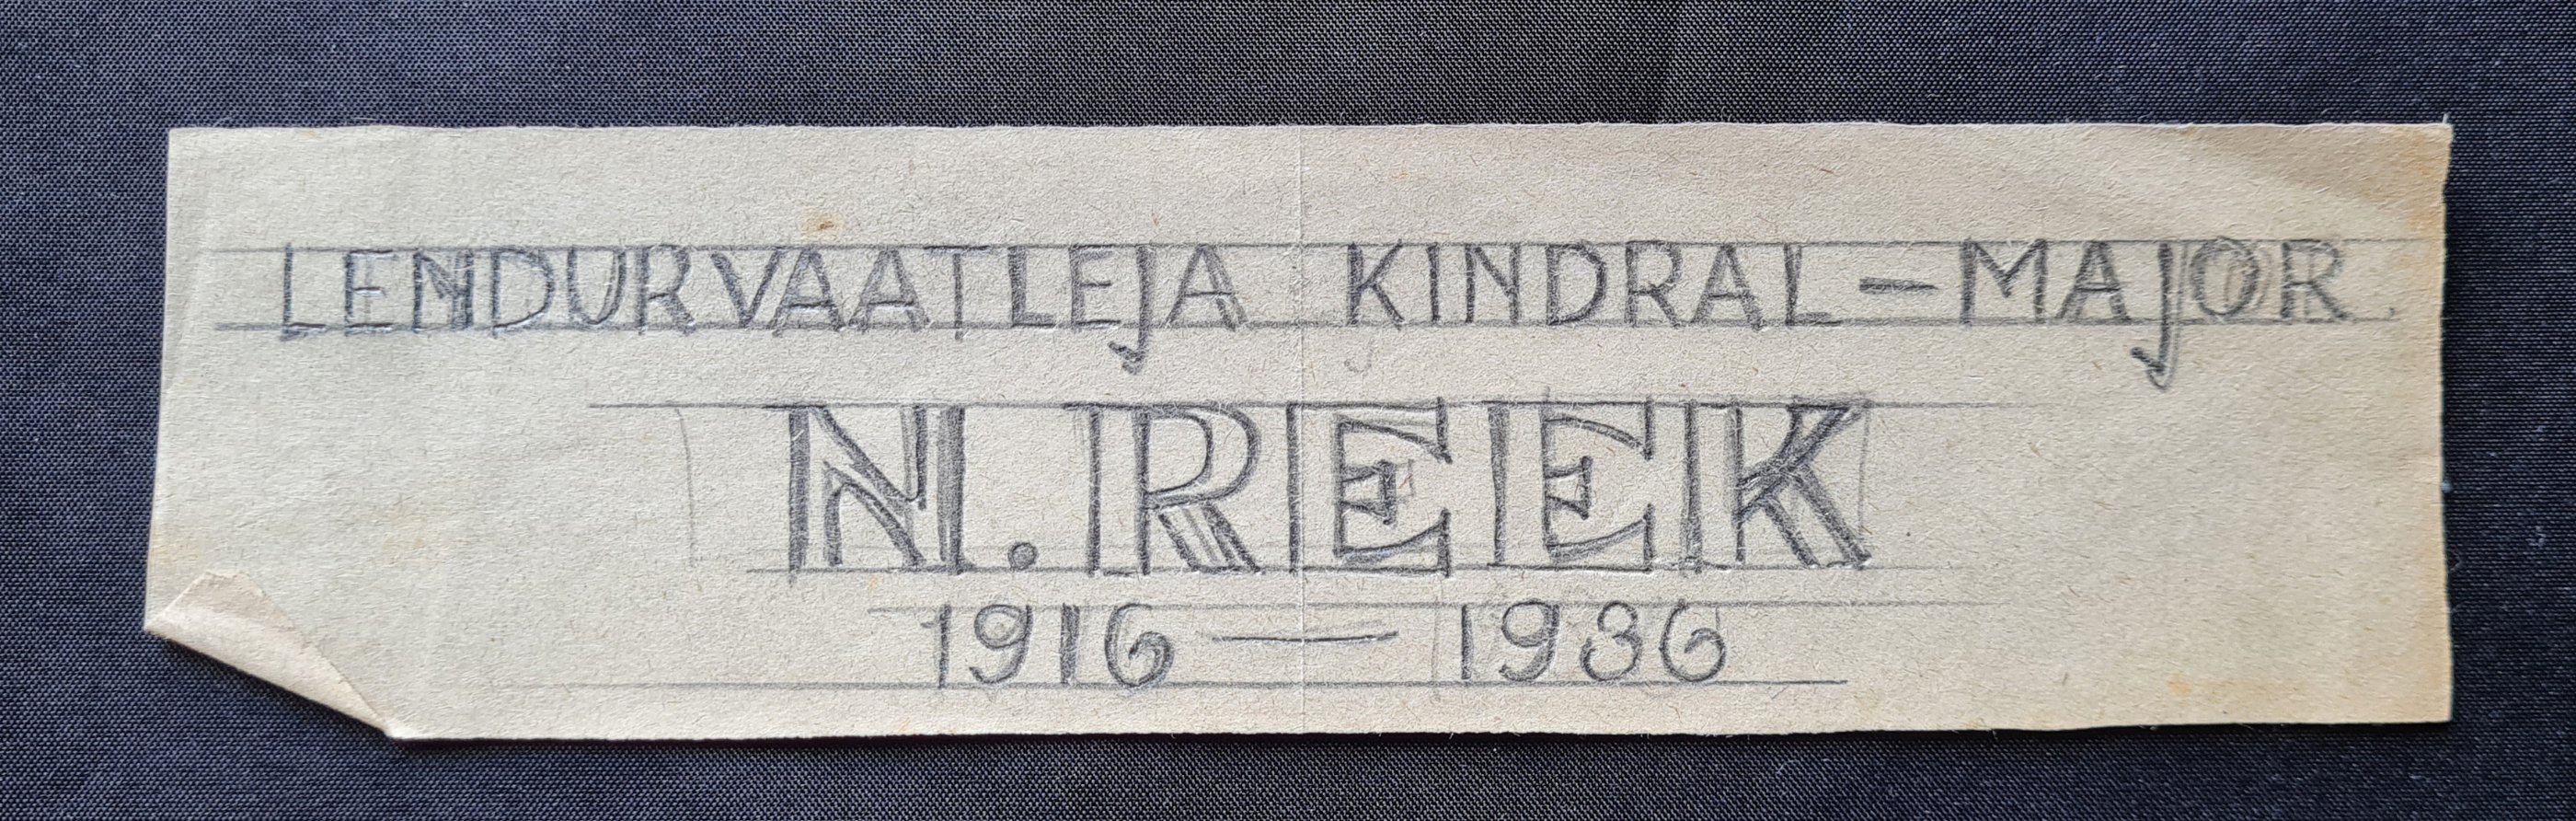 LENDURVAATLEJA KINDRAL — MAJOR.
N. REEK
1916 — 1936